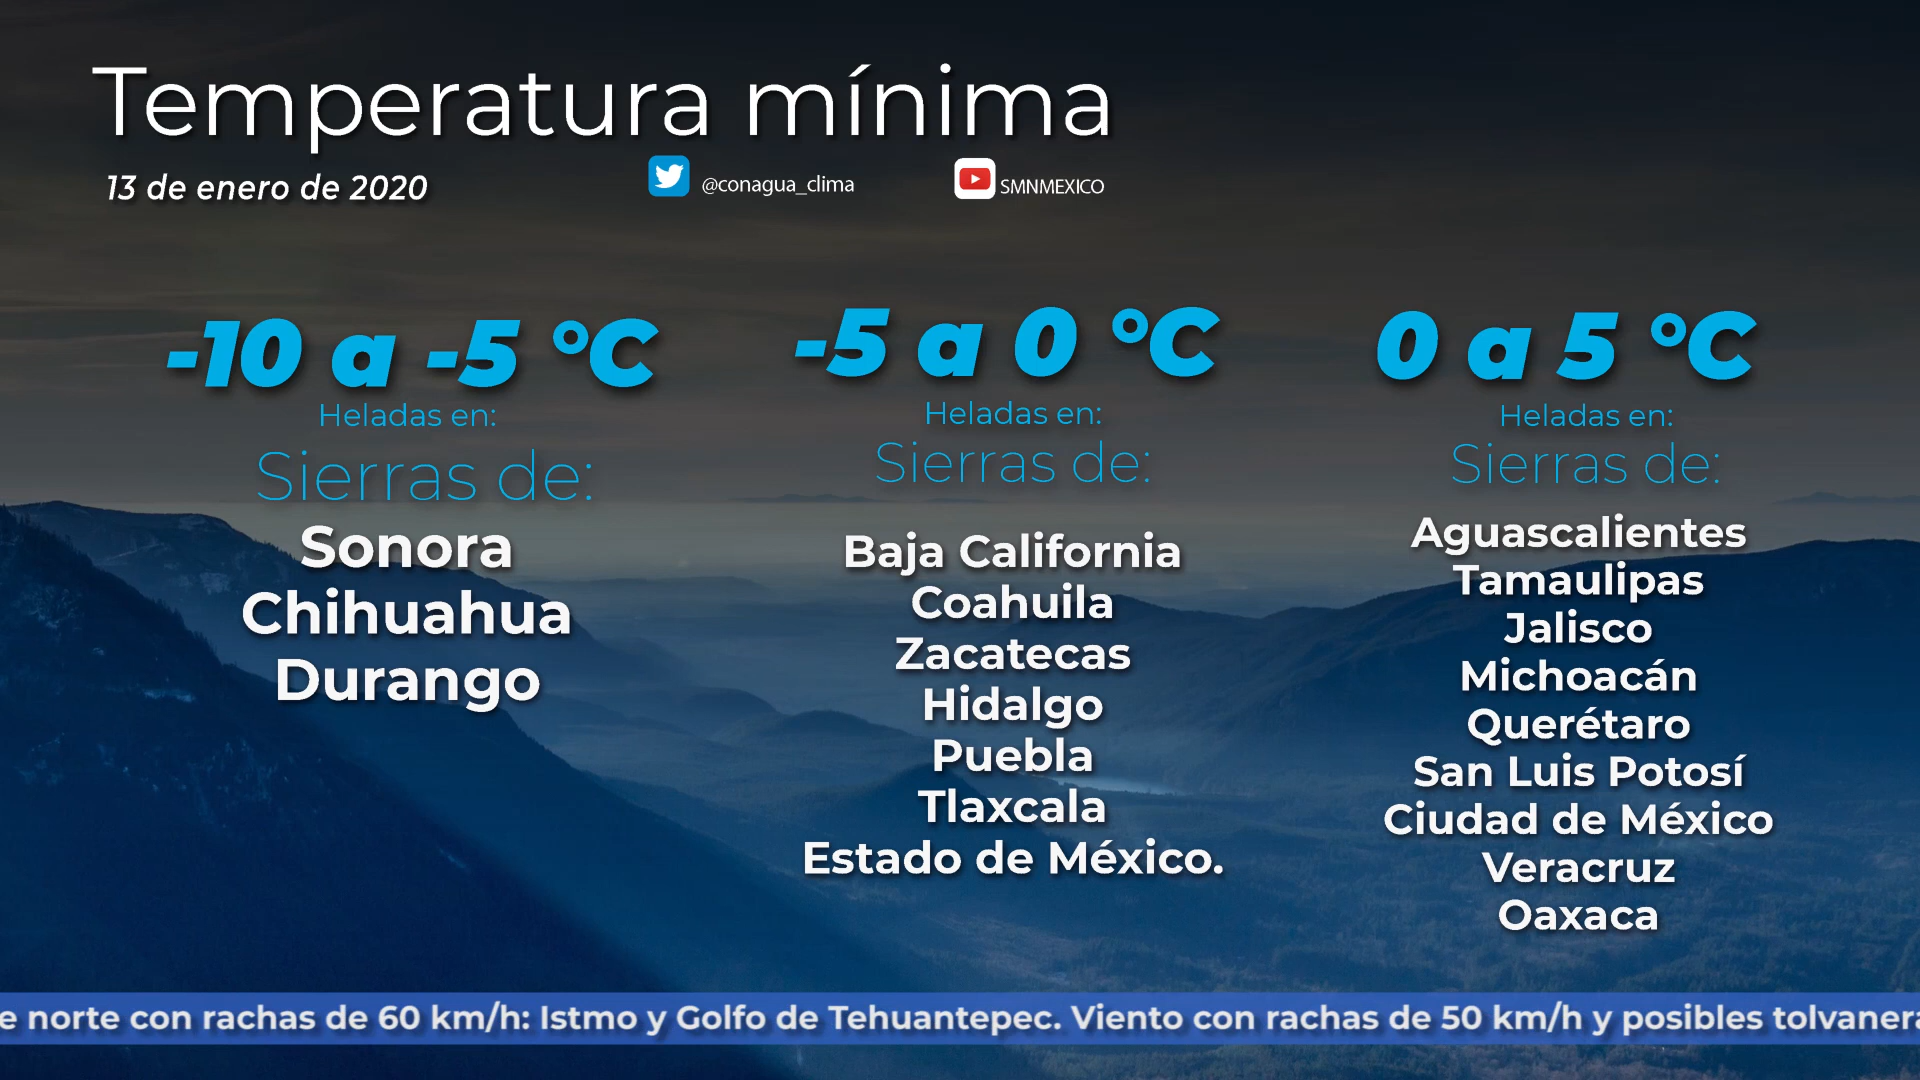 Temperatura mínima
13 de enero de 2020
@conagua_clima
SMNMEXICO
-10 a -5 °C
Heladas en:
Sierras de:
Sonora
Chihuahua
Durango
-5 a 0 °C
Heladas en:
Sierras de:
Baja California
Coahuila
Zacatecas
Hidalgo
Puebla
Tlaxcala
Estado de México.
0 a 5 °C
Heladas en:
Sierras de:
Aguascalientes
Tamaulipas
Jalisco
Michoacán
Querétaro
San Luis Potosí
Ciudad de México
Veracruz
Oaxaca
e norte con rachas de 60 km/h: Istmo y Golfo de Tehuantepec. Viento con rachas de 50 km/h y posibles tolvanera